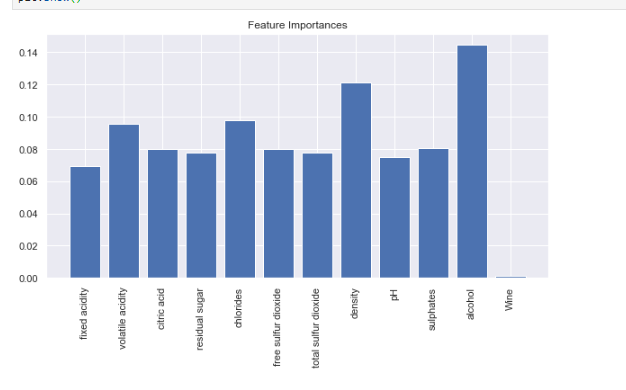 Feature Importances
0.14
0.12
0.10
0.08
0.06
0.04
0.02
0.00
fixed acidity
volatile acidity
citric acid
residual sugar
chlorides
free sulfur dioxide
total sulfur dioxide
density
pH
sulphates
alcohol
Wine